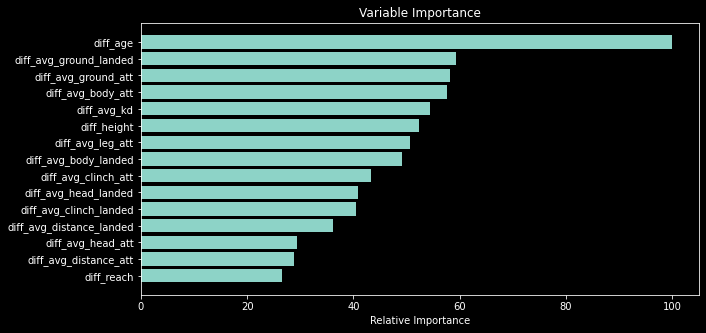 Variable Importance
diff_age
diff_avg_ground_landed
diff_avg_ground_att
diff_avg_body_att
diff_avg_kd
diff_height
diff_avg_leg_att
diff_avg_body_landed
diff_avg_clinch_att
diff_avg_head_landed
diff_avg_clinch_landed
diff_avg_distance_landed
diff_avg_head_att
diff_avg_distance_att
diff_reach
0 20 40 60 80 100
Relative Importance